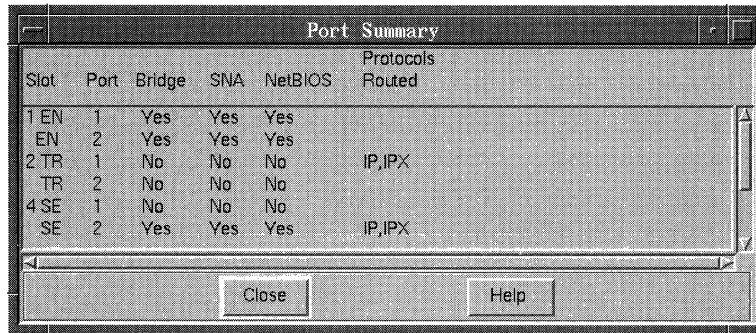 Port Summary
Protocols
Slot Port Bridge SNA NetBIOS Routed
1 EN 1 Yes Yes Yes
EN 2 Yes Yes Yes
2 TR 1 No No No IP,IPX
TR 2 No No No
4 SE 1 No No No
SE 2 Yes Yes Yes IP,IPX
Close Help